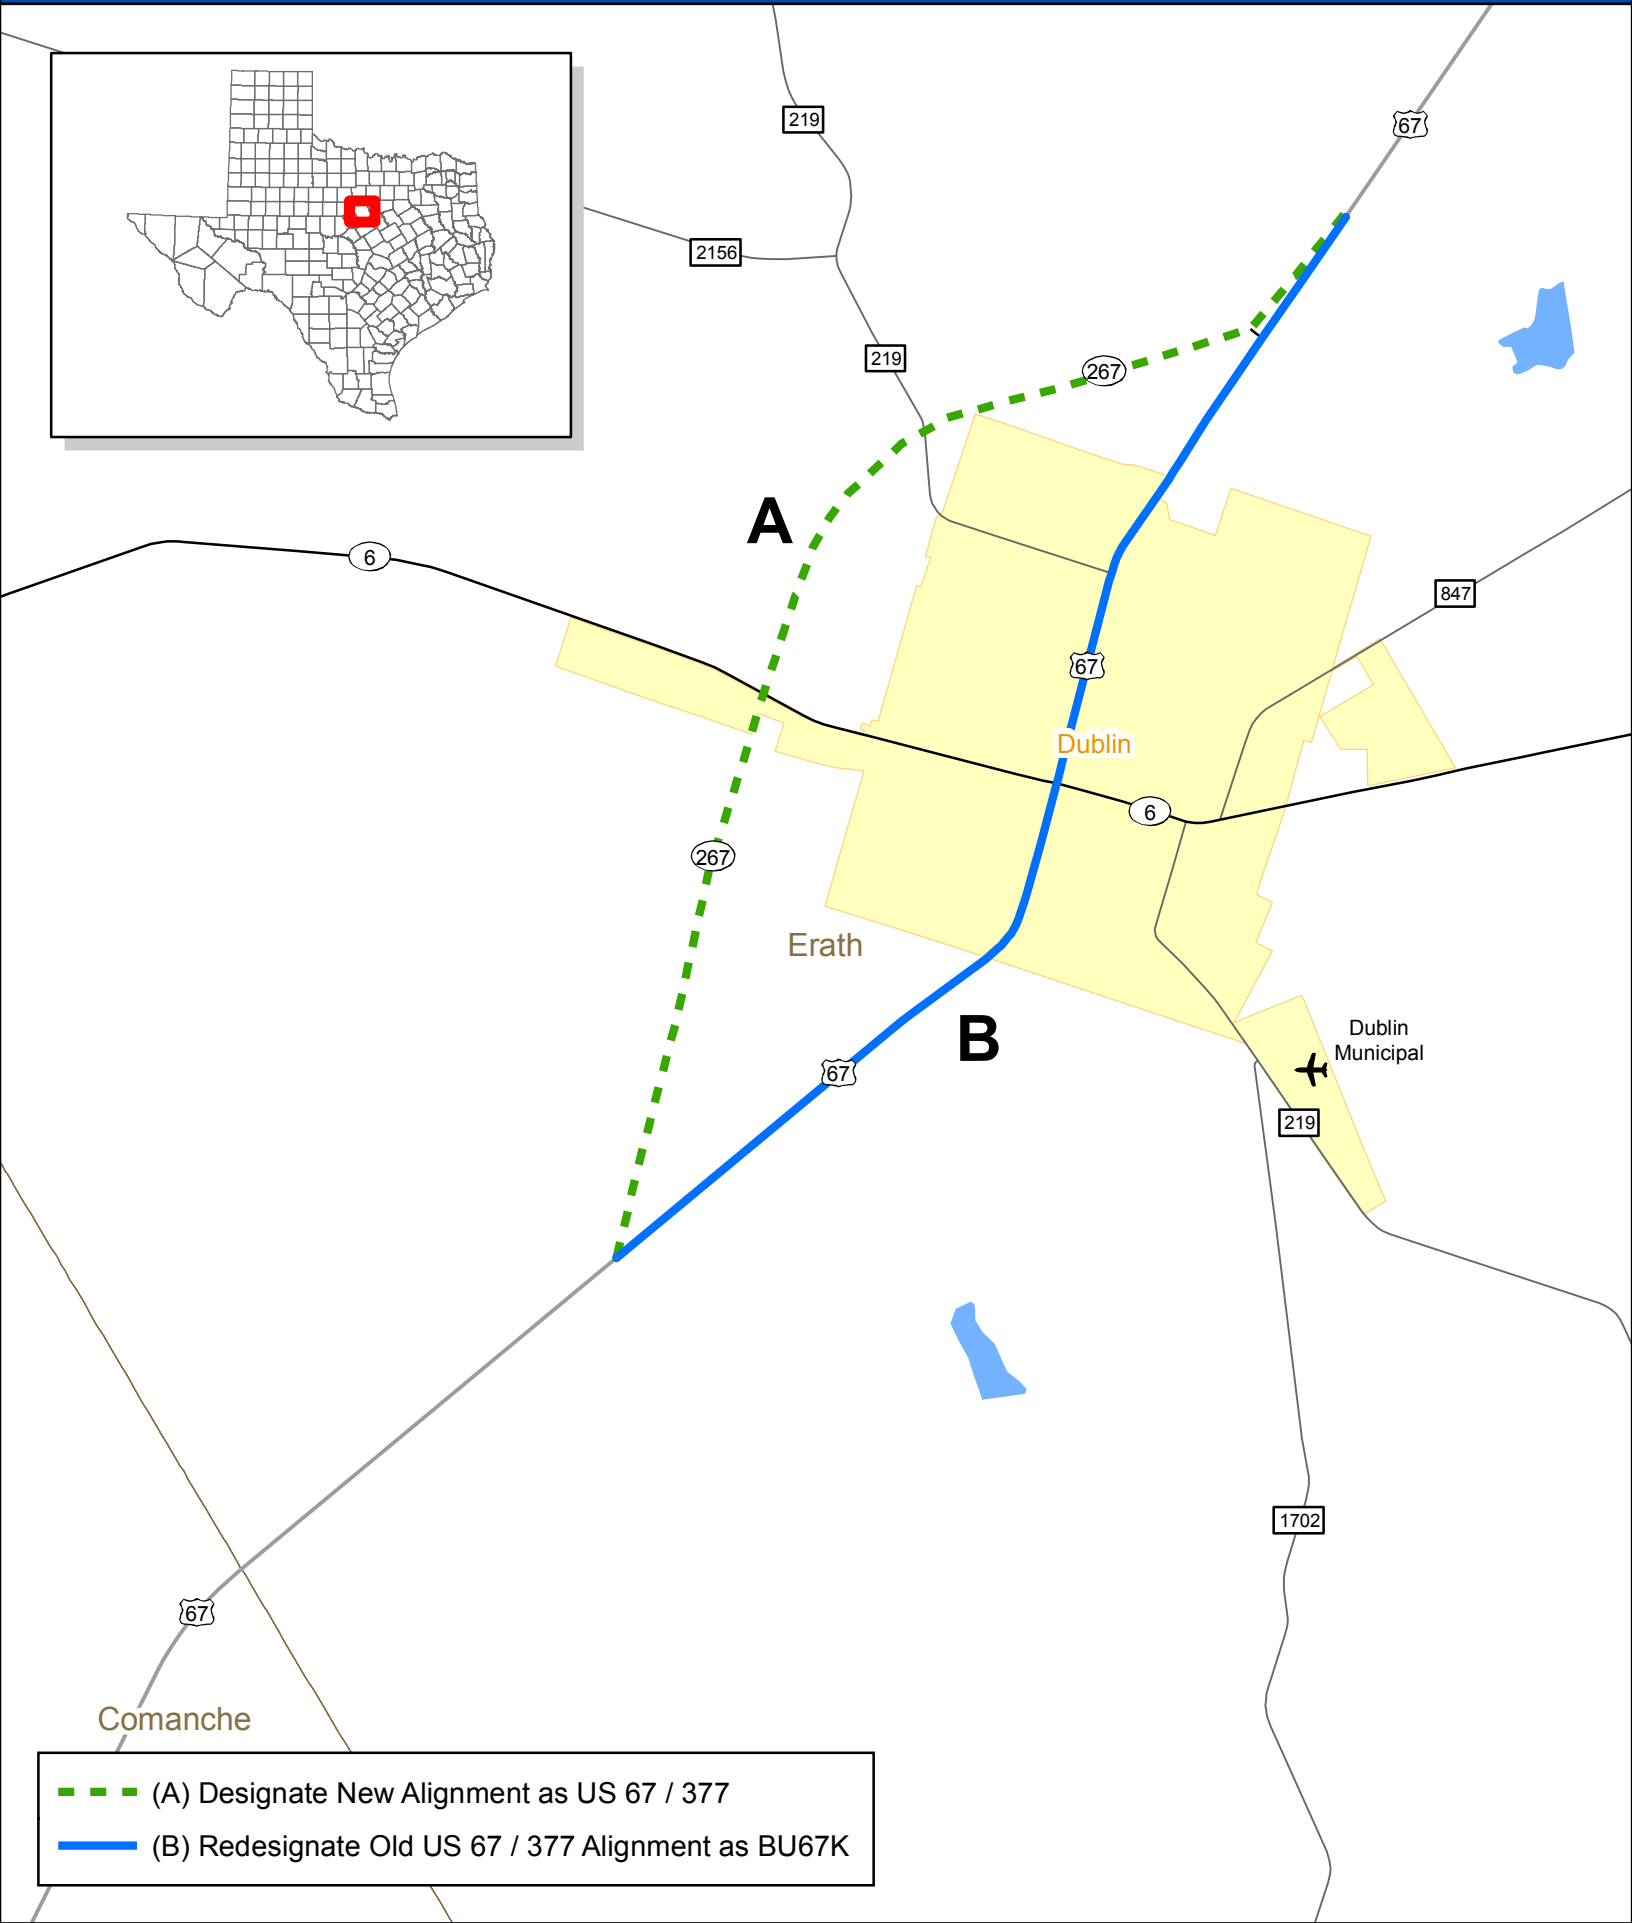 219
67
2156
219
267
A
6
847
67
Dublin
6
267
Erath
B
Dublin
Municipal
67
219
1702
67
Comanche
(A) Designate New Alignment as US 67 / 377
(B) Redesignate Old US 67 / 377 Alignment as BU67K